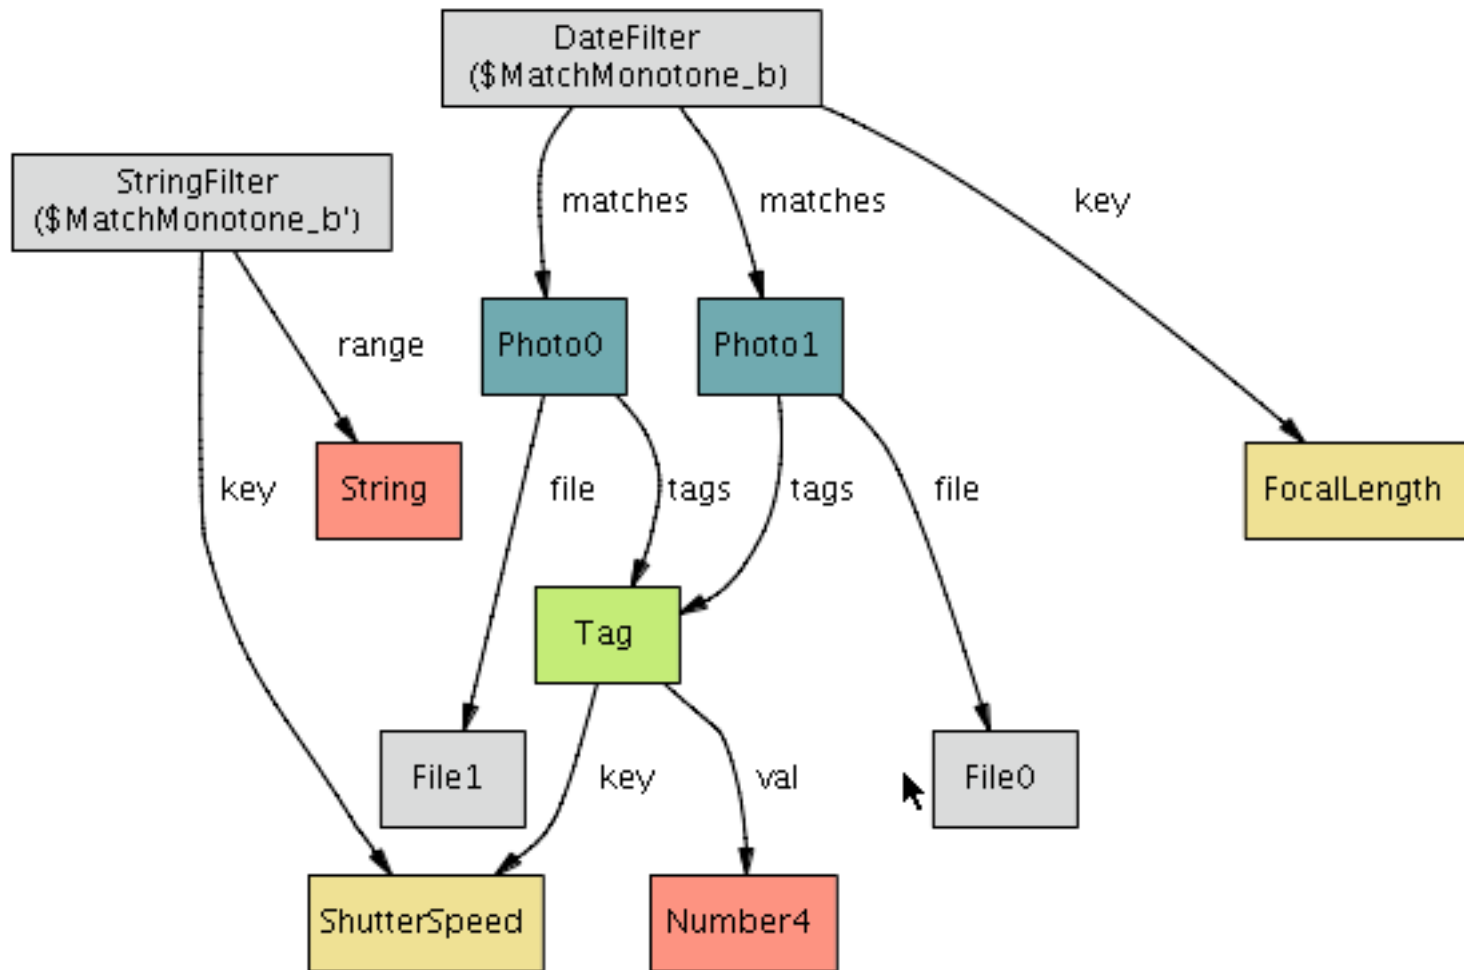 DateFilter
($MatchMonotone_b)
StringFilter
($MatchMonotone_b')
matches
matches
key
Photo0
Photo1
range
key
String
file
tags
tags
file
FocalLength
Tag
File1
key
val
File0
ShutterSpeed
Number4